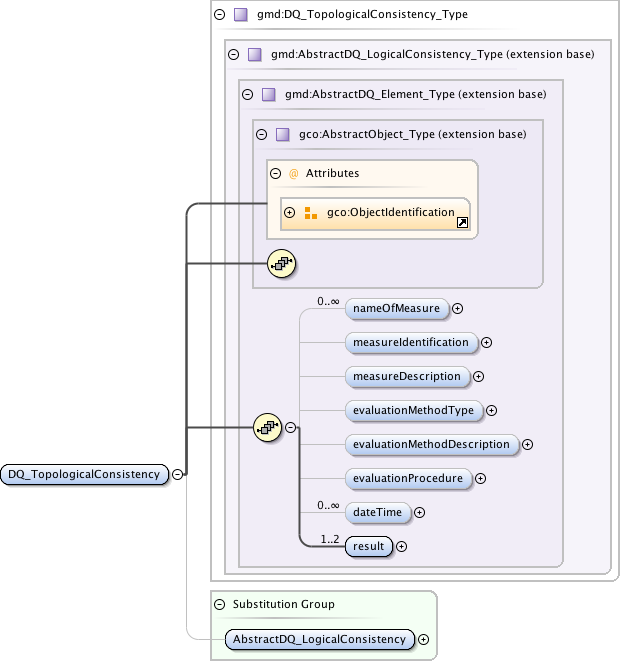 gmd:DQ_TopologicalConsistency_Type
gmd:AbstractDQ_LogicalConsistency_Type (extension base)
gmd:AbstractDQ_Element_Type (extension base)
gco:AbstractObject_Type (extension base)
@ Attributes
gco:ObjectIdentification
0..∞
nameOfMeasure
measureIdentification
measureDescription
evaluationMethodType
evaluationMethodDescription
DQ_TopologicalConsistency
evaluationProcedure
0..∞
dateTime
1..2
result
Substitution Group
AbstractDQ_LogicalConsistency